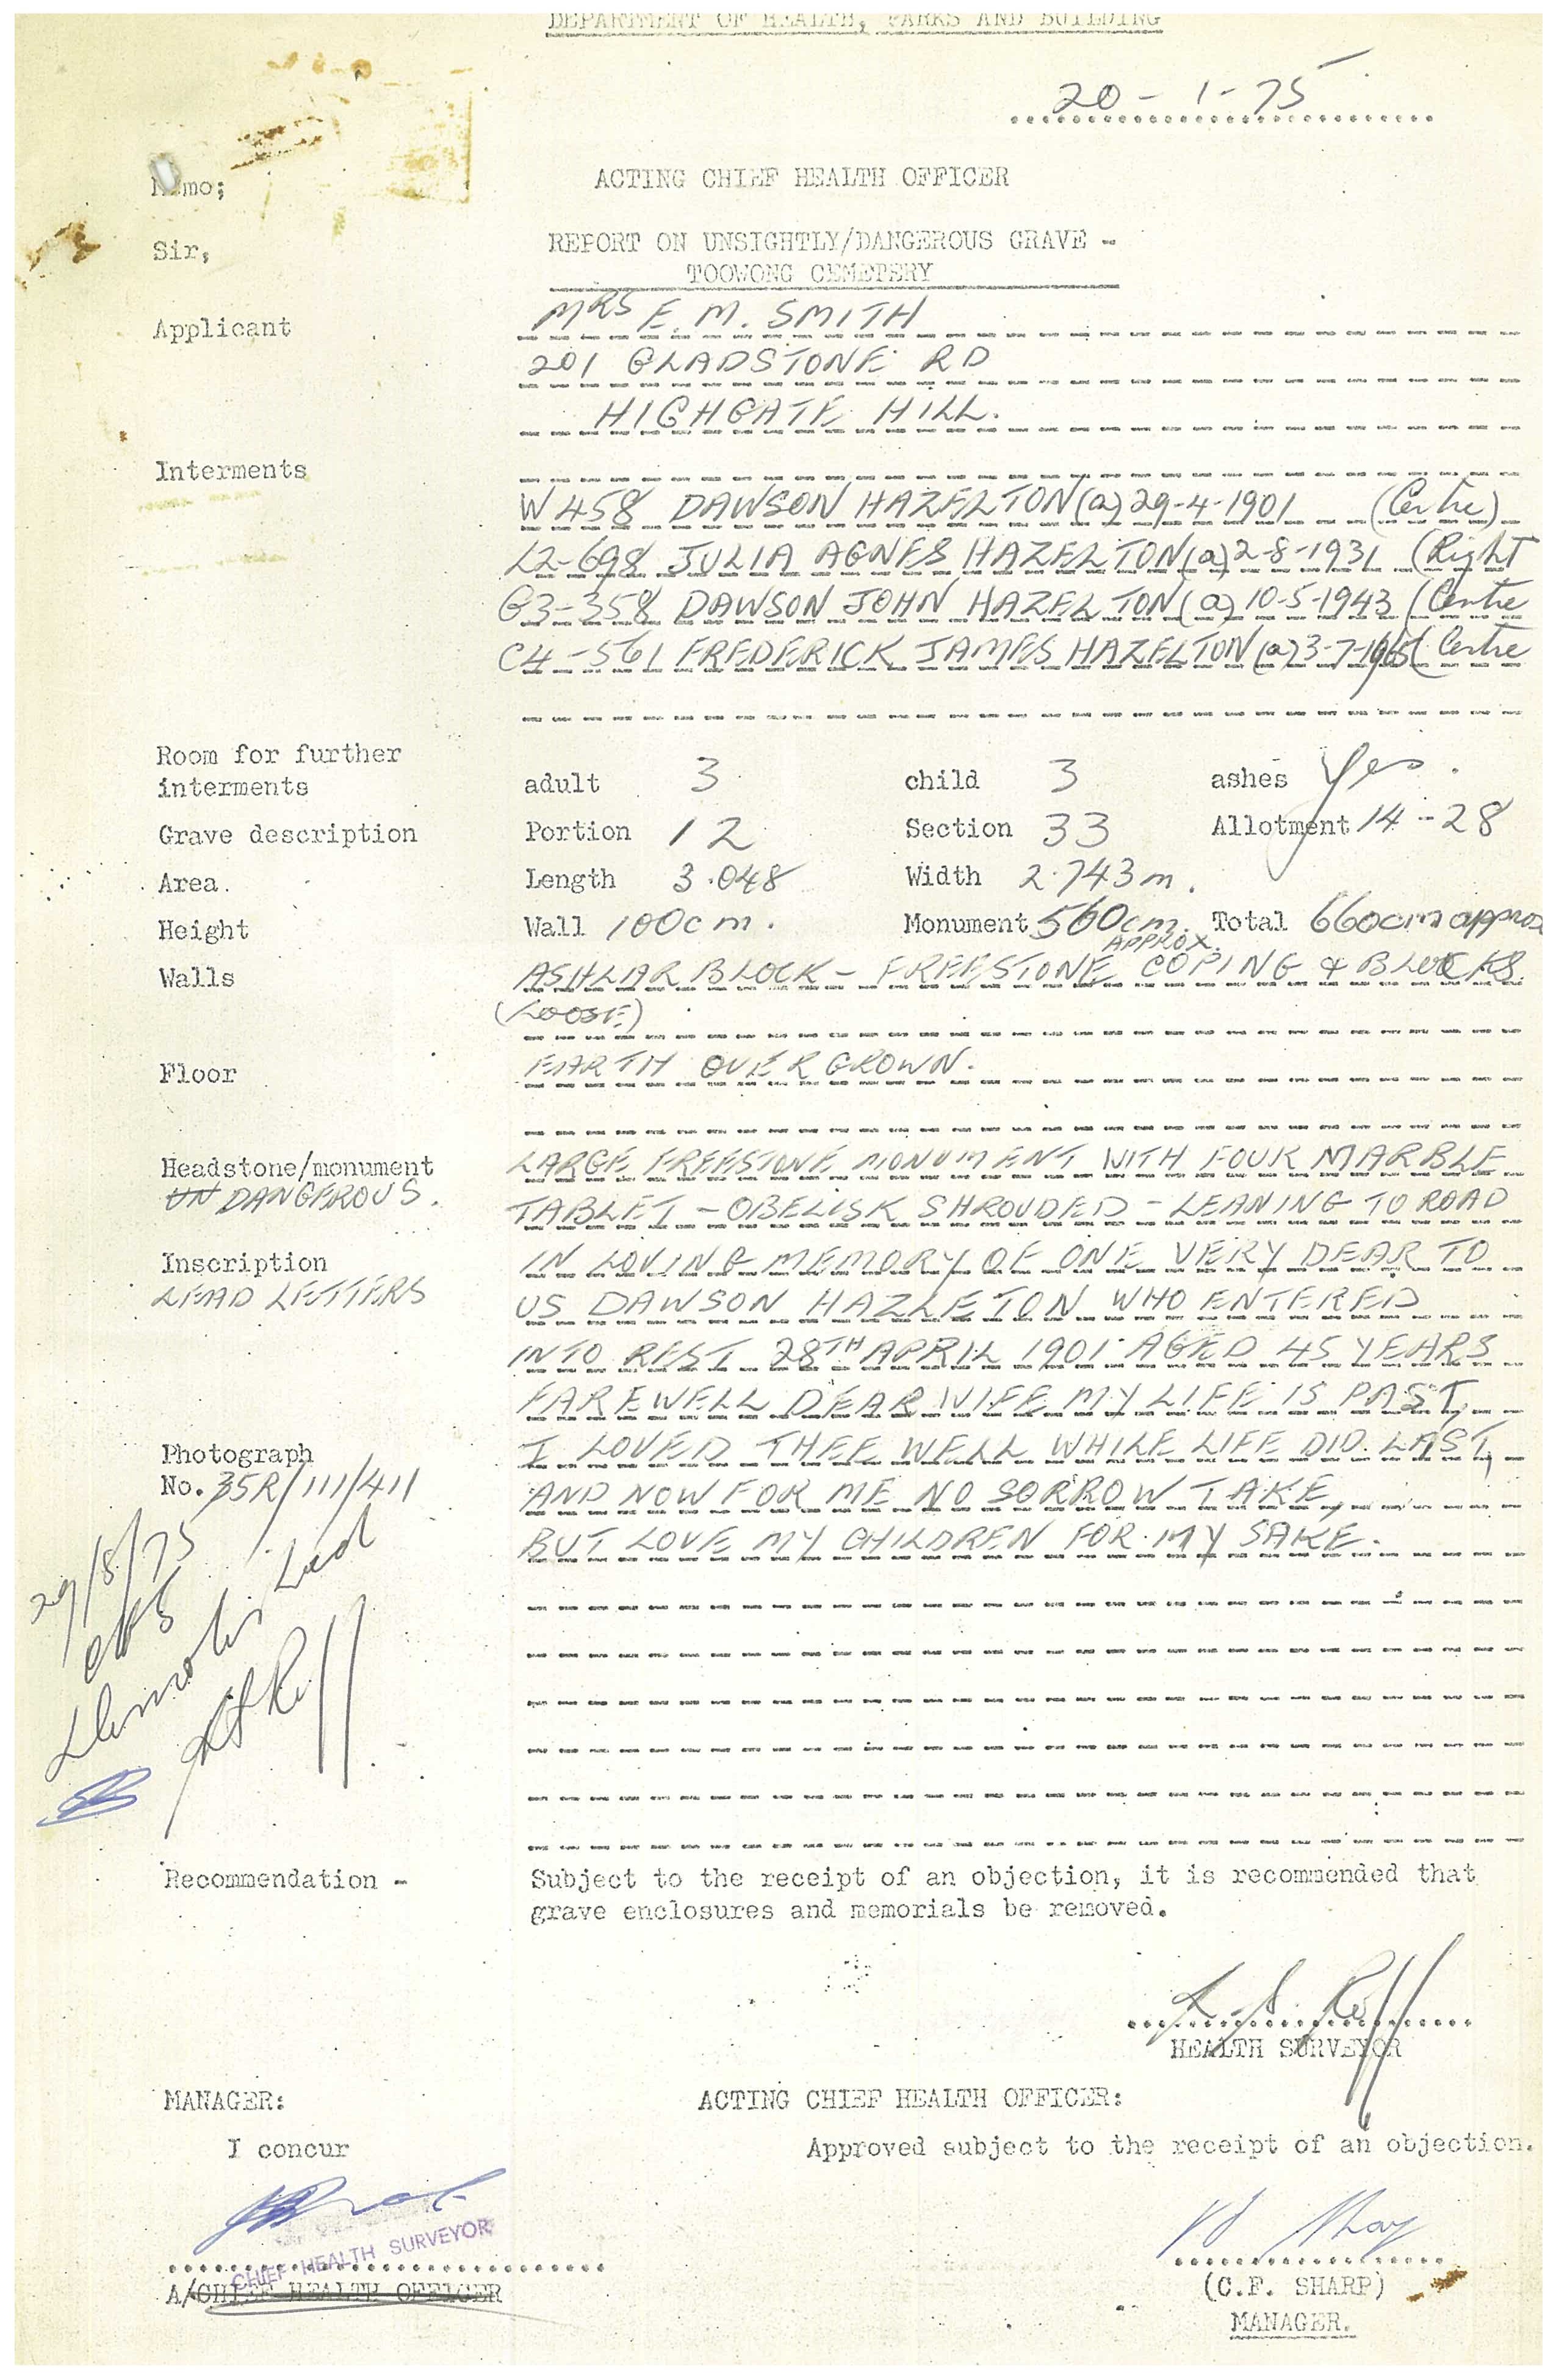 DEPARTMENT OF HEALTH, PARKS AND BUILDING
20-1-75
Memo; ACTING CHIEF HEALTH OFFICER
Sir, REPORT ON UNSIGHTLY/DANGEROUS GRAVE -
TOOWONG CEMETERY
Applicant MRS E. M. SMITH
201 GLADSTONE RD
HIGHGATE HILL.
Interments
W458 DAWSON HAZELTON (a) 29-4-1901 (Centre)
L2-698 JULIA AGNES HAZELTON (a) 2-8-1931 (Right
G3-358 DAWSON JOHN HAZELTON (a) 10-5-1943 (Centre
C4-561 FREDERICK JAMES HAZELTON (a) 3-7-1965 (Centre
Room for further
interments adult 3 child 3 ashes Yes.
Grave description Portion 12 Section 33 Allotment 14-28
Area. Length 3.048 Width 2.743m.
Height Wall 100cm. Monument 560cm. Total 660cm approx
APPROX.
Walls ASHLAR BLOCK - FREESTONE COPING & BLOCKS.
(LOOSE)
Floor EARTH OVERGROWN.
Headstone/monument LARGE FREESTONE MONUMENT WITH FOUR MARBLE
UN DANGEROUS. TABLET - OBELISK SHROUDED - LEANING TO ROAD
Inscription IN LOVING MEMORY OF ONE VERY DEAR TO
LEAD LETTERS US DAWSON HAZLETON WHO ENTERED
INTO REST 28TH APRIL 1901 AGED 45 YEARS
FAREWELL DEAR WIFE MY LIFE IS PAST,
Photograph I LOVED THEE WELL WHILE LIFE DID LAST,
No. 35R/111/411 AND NOW FOR ME NO SORROW TAKE,
BUT LOVE MY CHILDREN FOR MY SAKE.
29/8/75
Recommendation - Subject to the receipt of an objection, it is recommended that
grave enclosures and memorials be removed.
HEALTH SURVEYOR
MANAGER: ACTING CHIEF HEALTH OFFICER:
I concur Approved subject to the receipt of an objection.
CHIEF HEALTH SURVEYOR
A/CHIEF HEALTH OFFICER (C.F. SHARP)
MANAGER.